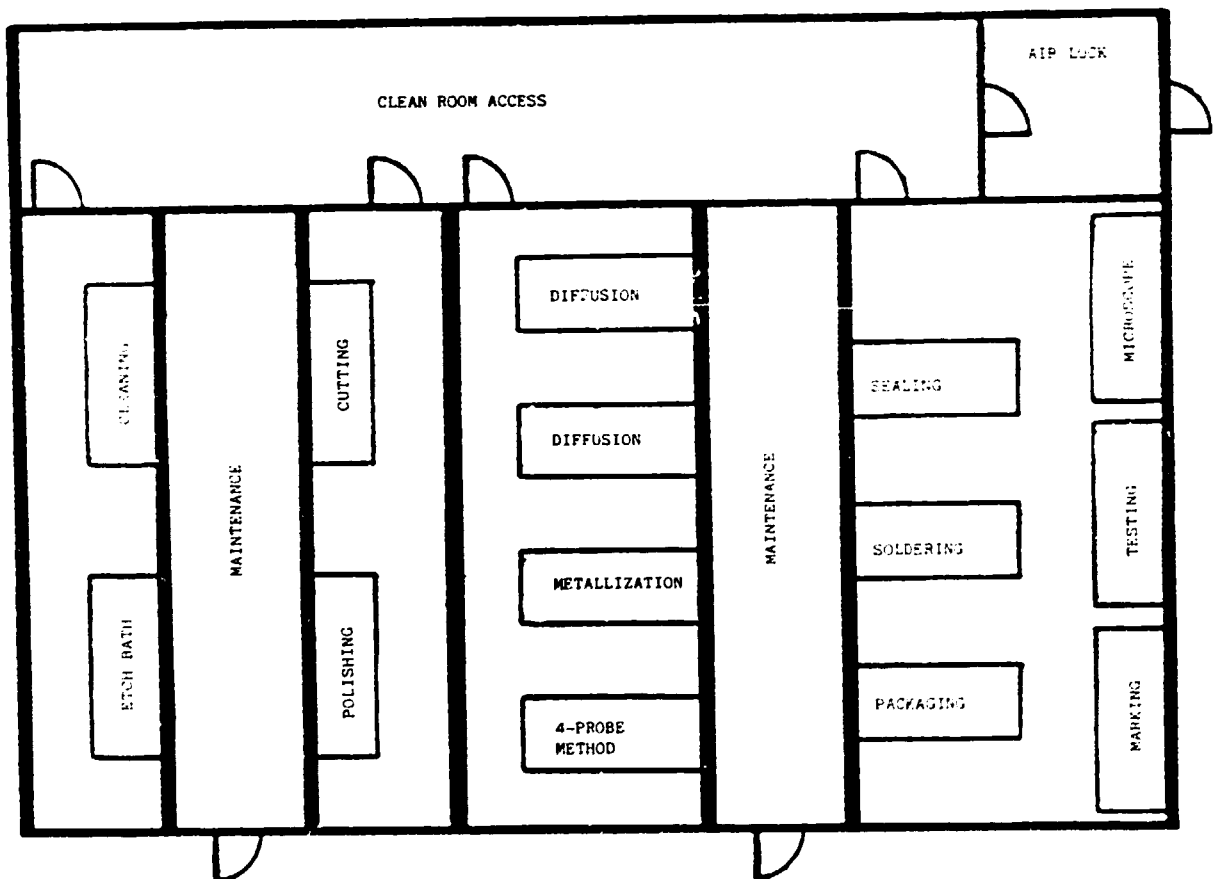 AIR LOCK
CLEAN ROOM ACCESS
CLEANING
ETCH BATH
MAINTENANCE
CUTTING
POLISHING
DIFFUSION
DIFFUSION
METALLIZATION
4-PROBE
METHOD
MAINTENANCE
SEALING
SOLDERING
PACKAGING
MICROSCOPE
TESTING
MARKING